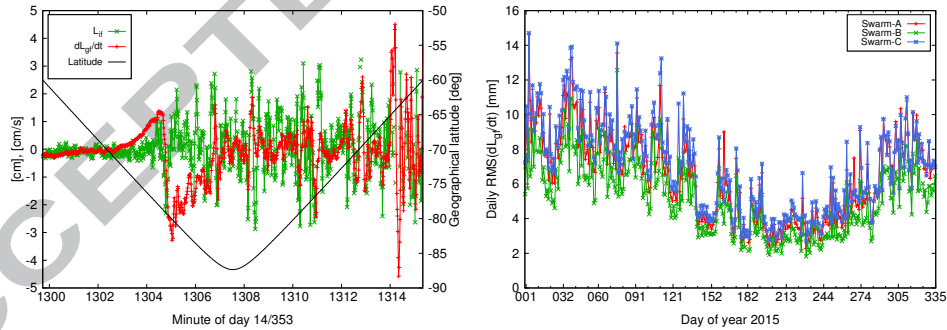 CCEPTE
[cm], [cm/s]
5
4
3
2
1
0
-1
-2
-3
-4
-5
L_if
dL_gf/dt
Latitude
-50
-55
-60
-65
-70
-75
-80
-85
-90
Geographical latitude [deg]
1300 1302 1304 1306 1308 1310 1312 1314
Minute of day 14/353
Daily RMS(dL_gf/dt) [mm]
16
14
12
10
8
6
4
2
0
Swarm-A
Swarm-B
Swarm-C
001 032 060 091 121 152 182 213 244 274 305 335
Day of year 2015